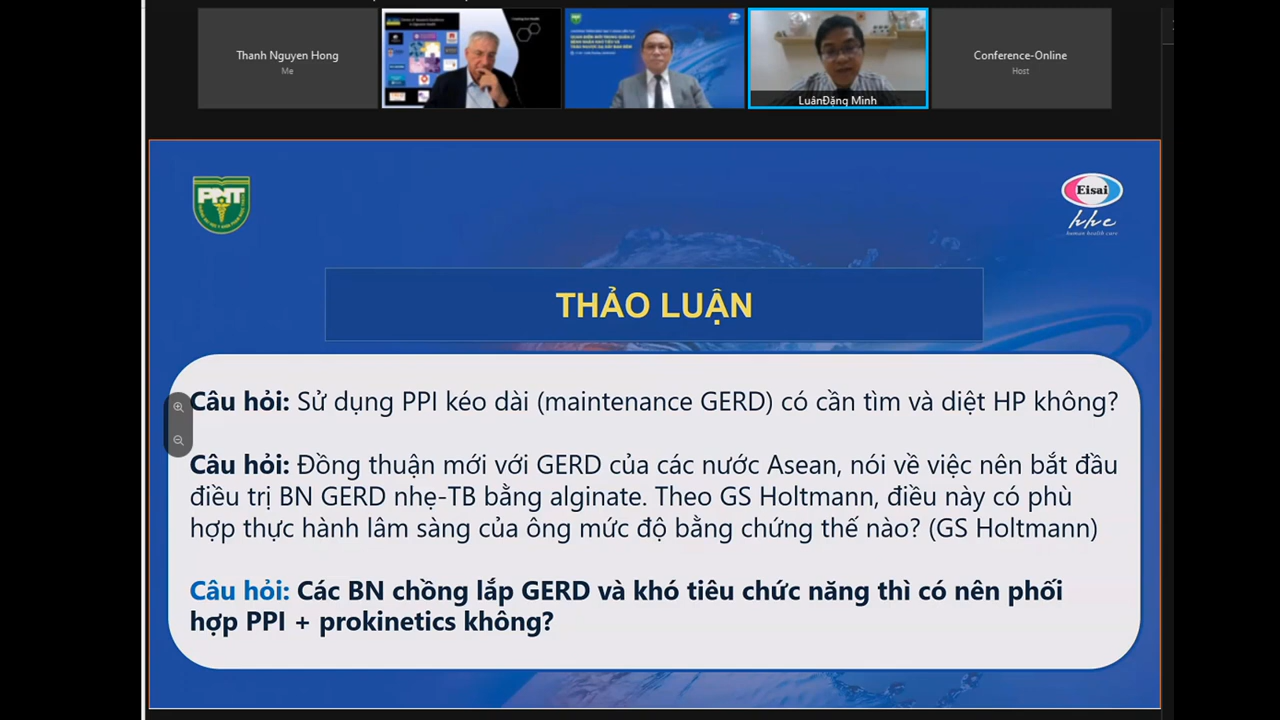 Thanh Nguyen Hong
Me
LuânĐặng Minh
Conference-Online
Host
PNT
Eisai
hhc
human health care
THẢO LUẬN
Câu hỏi: Sử dụng PPI kéo dài (maintenance GERD) có cần tìm và diệt HP không?
Câu hỏi: Đồng thuận mới với GERD của các nước Asean, nói về việc nên bắt đầu
điều trị BN GERD nhẹ-TB bằng alginate. Theo GS Holtmann, điều này có phù
hợp thực hành lâm sàng của ông mức độ bằng chứng thế nào? (GS Holtmann)
Câu hỏi: Các BN chồng lắp GERD và khó tiêu chức năng thì có nên phối
hợp PPI + prokinetics không?